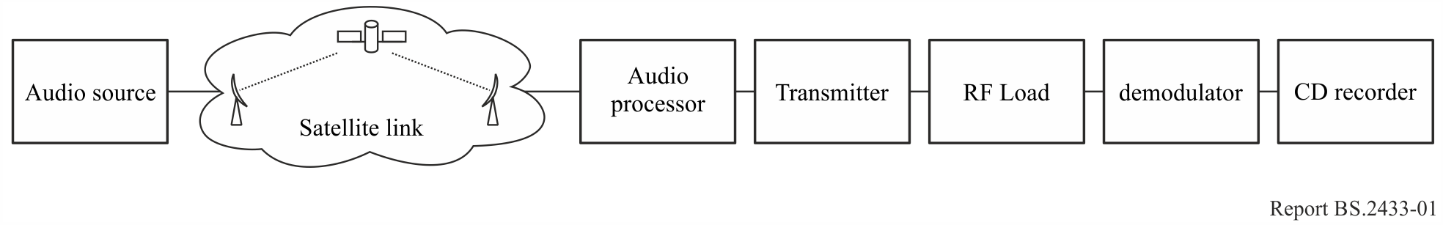 Audio source
Satellite link
Audio
processor
Transmitter
RF Load
demodulator
CD recorder
Report BS.2433-01